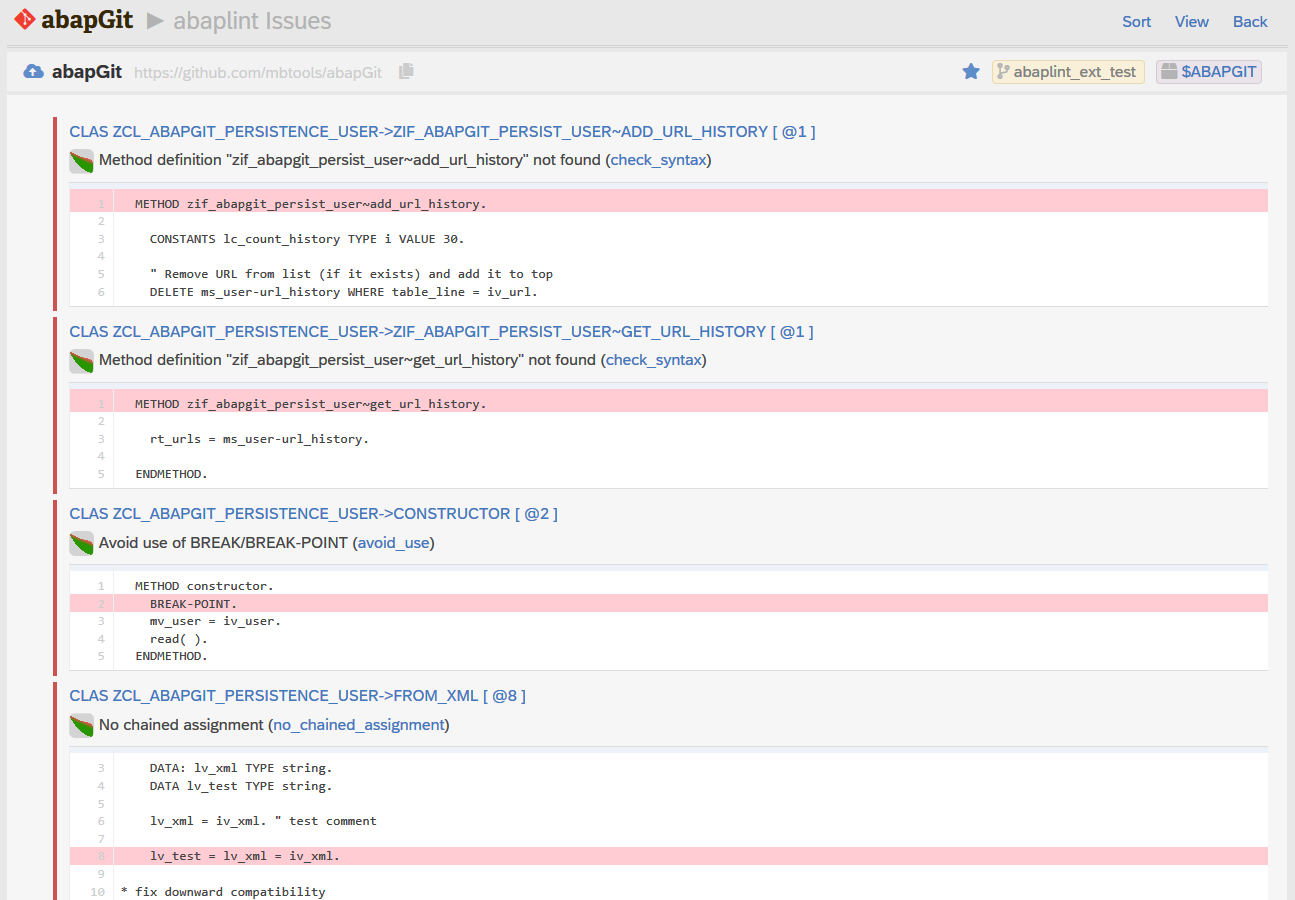 abapGit ▶ abaplint Issues Sort View Back
abapGit https://github.com/mbtools/abapGit abaplint_ext_test $ABAPGIT
CLAS ZCL_ABAPGIT_PERSISTENCE_USER->ZIF_ABAPGIT_PERSIST_USER~ADD_URL_HISTORY [ @1 ]
Method definition "zif_abapgit_persist_user~add_url_history" not found (check_syntax)
1 METHOD zif_abapgit_persist_user~add_url_history.
2
3 CONSTANTS lc_count_history TYPE i VALUE 30.
4
5 " Remove URL from list (if it exists) and add it to top
6 DELETE ms_user-url_history WHERE table_line = iv_url.
CLAS ZCL_ABAPGIT_PERSISTENCE_USER->ZIF_ABAPGIT_PERSIST_USER~GET_URL_HISTORY [ @1 ]
Method definition "zif_abapgit_persist_user~get_url_history" not found (check_syntax)
1 METHOD zif_abapgit_persist_user~get_url_history.
2
3 rt_urls = ms_user-url_history.
4
5 ENDMETHOD.
CLAS ZCL_ABAPGIT_PERSISTENCE_USER->CONSTRUCTOR [ @2 ]
Avoid use of BREAK/BREAK-POINT (avoid_use)
1 METHOD constructor.
2 BREAK-POINT.
3 mv_user = iv_user.
4 read( ).
5 ENDMETHOD.
CLAS ZCL_ABAPGIT_PERSISTENCE_USER->FROM_XML [ @8 ]
No chained assignment (no_chained_assignment)
3 DATA: lv_xml TYPE string.
4 DATA lv_test TYPE string.
5
6 lv_xml = iv_xml. " test comment
7
8 lv_test = lv_xml = iv_xml.
9
10 * fix downward compatibility